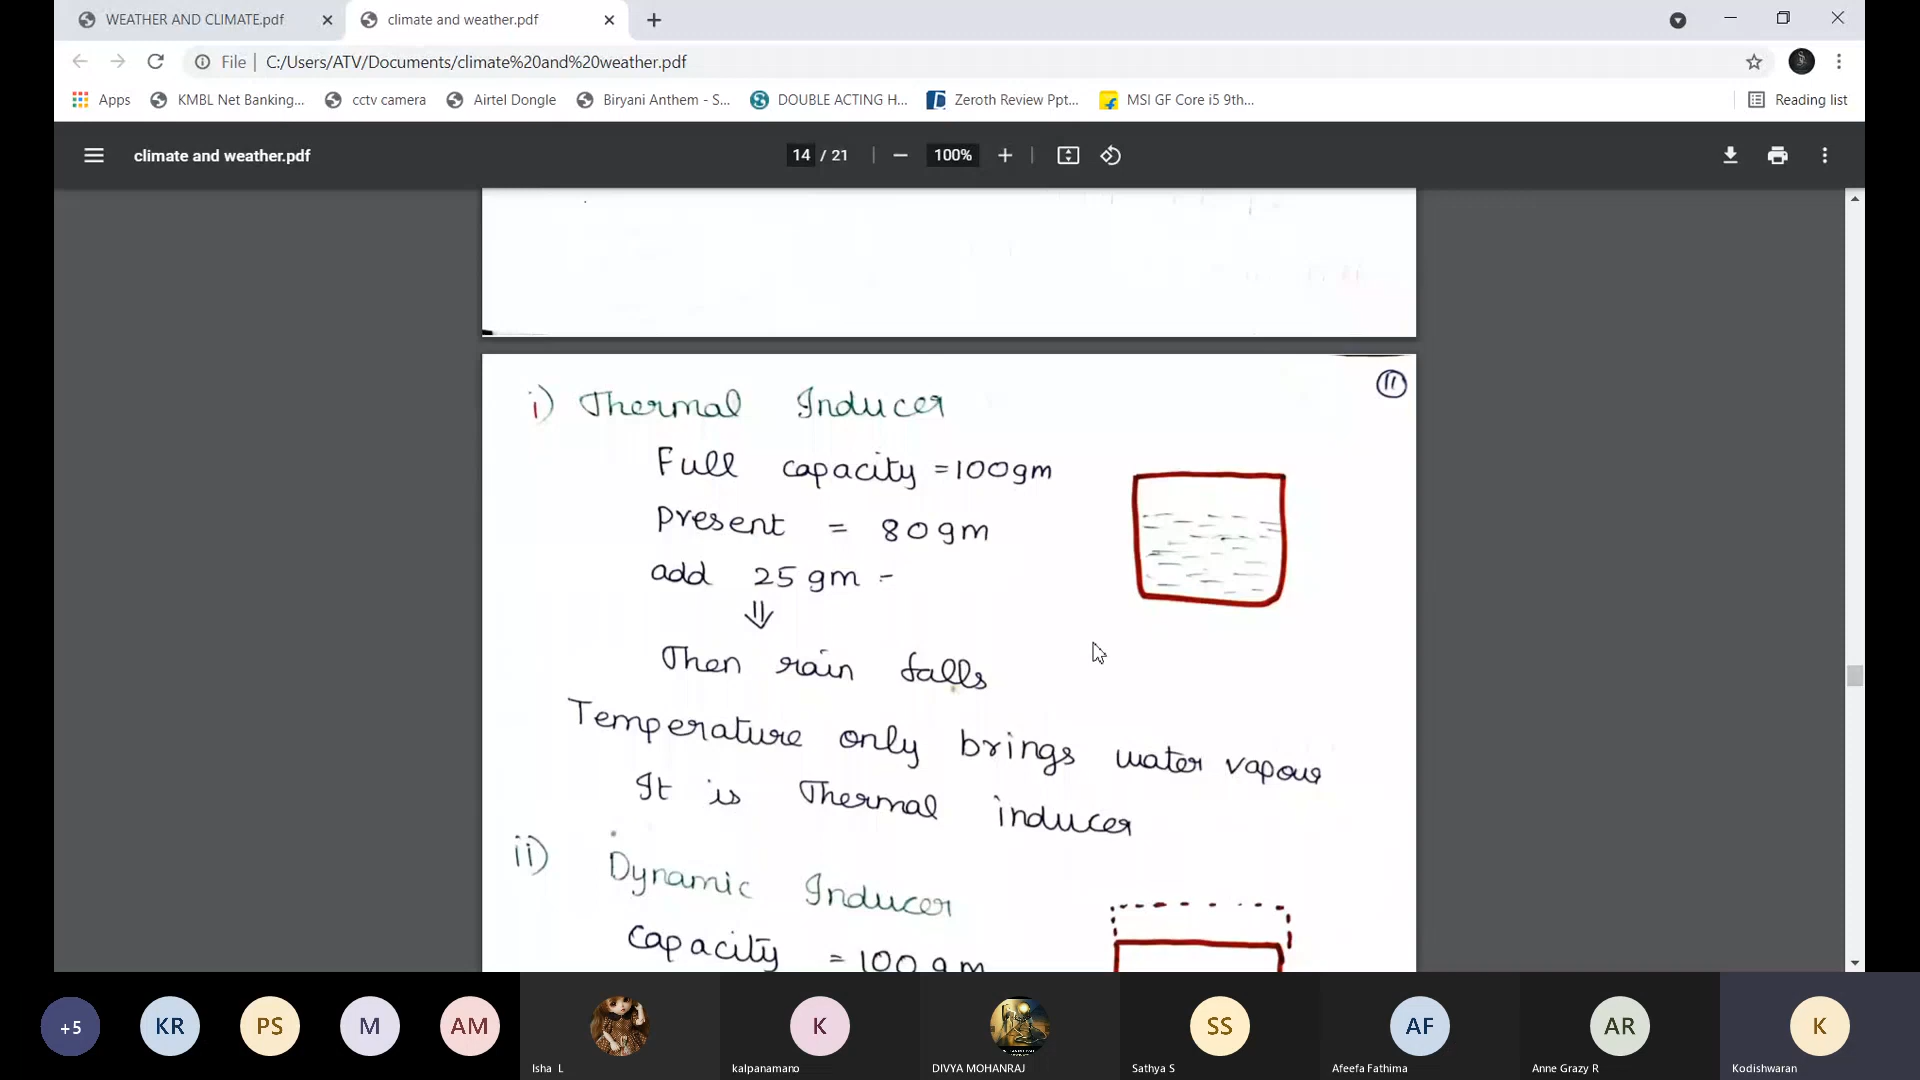 WEATHER AND CLIMATE.pdf
climate and weather.pdf
File | C:/Users/ATV/Documents/climate%20and%20weather.pdf
Apps
KMBL Net Banking...
cctv camera
Airtel Dongle
Biryani Anthem - S...
DOUBLE ACTING H...
Zeroth Review Ppt...
MSI GF Core i5 9th...
Reading list
climate and weather.pdf
14 / 21
100%
11
i) Thermal Inducer
Full capacity = 100gm
Present = 80gm
add 25 gm -
⇓
Then rain falls
Temperature only brings water vapour
It is Thermal inducer
ii) Dynamic Inducer
capacity = 100 gm
+5
KR
PS
M
AM
K
SS
AF
AR
K
Isha L
kalpanamano
DIVYA MOHANRAJ
Sathya S
Afeefa Fathima
Anne Grazy R
Kodishwaran